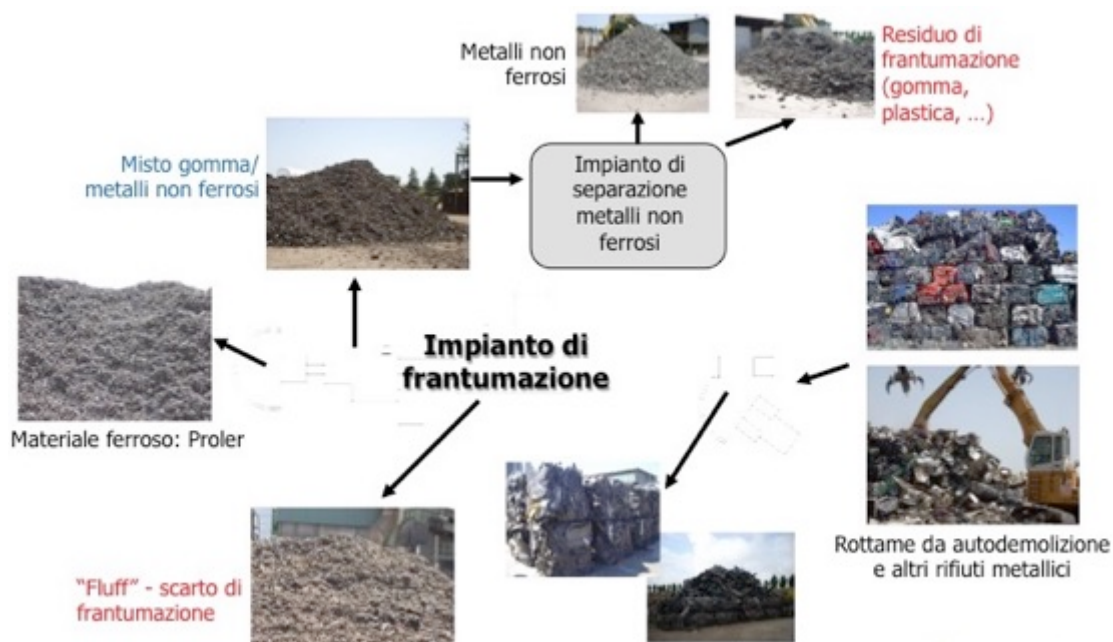 Metalli non
ferrosi
Residuo di
frantumazione
(gomma,
plastica, ...)
Misto gomma/
metalli non ferrosi
Impianto di
separazione
metalli non
ferrosi
Impianto di
frantumazione
Materiale ferroso: Proler
Rottame da autodemolizione
e altri rifiuti metallici
"Fluff" - scarto di
frantumazione